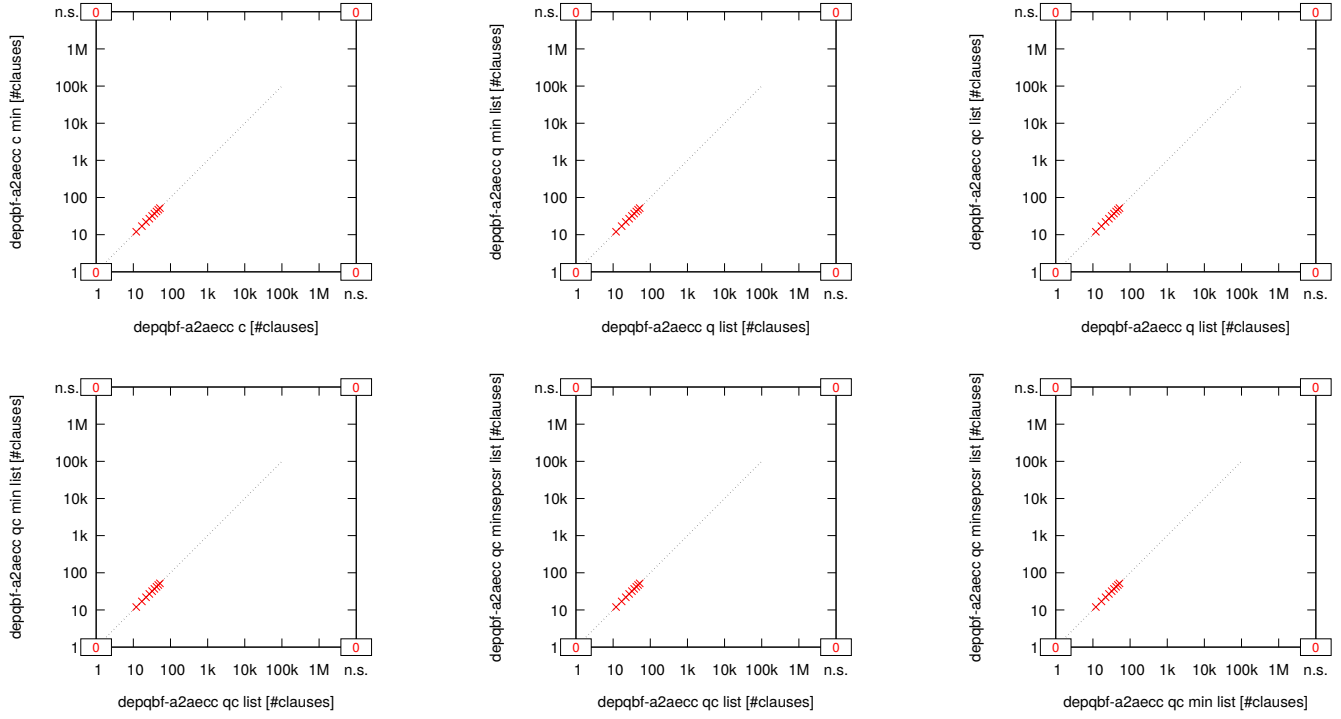 depqbf-a2aecc c min [#clauses]
n.s.
1M
100k
10k
1k
100
10
1
0
0
0
0
1 10 100 1k 10k 100k 1M n.s.
depqbf-a2aecc c [#clauses]
depqbf-a2aecc q min list [#clauses]
n.s.
1M
100k
10k
1k
100
10
1
0
0
0
0
1 10 100 1k 10k 100k 1M n.s.
depqbf-a2aecc q list [#clauses]
depqbf-a2aecc qc list [#clauses]
n.s.
1M
100k
10k
1k
100
10
1
0
0
0
0
1 10 100 1k 10k 100k 1M n.s.
depqbf-a2aecc q list [#clauses]
depqbf-a2aecc qc min list [#clauses]
n.s.
1M
100k
10k
1k
100
10
1
0
0
0
0
1 10 100 1k 10k 100k 1M n.s.
depqbf-a2aecc qc list [#clauses]
depqbf-a2aecc qc minsepcsr list [#clauses]
n.s.
1M
100k
10k
1k
100
10
1
0
0
0
0
1 10 100 1k 10k 100k 1M n.s.
depqbf-a2aecc qc list [#clauses]
depqbf-a2aecc qc minsepcsr list [#clauses]
n.s.
1M
100k
10k
1k
100
10
1
0
0
0
0
1 10 100 1k 10k 100k 1M n.s.
depqbf-a2aecc qc min list [#clauses]